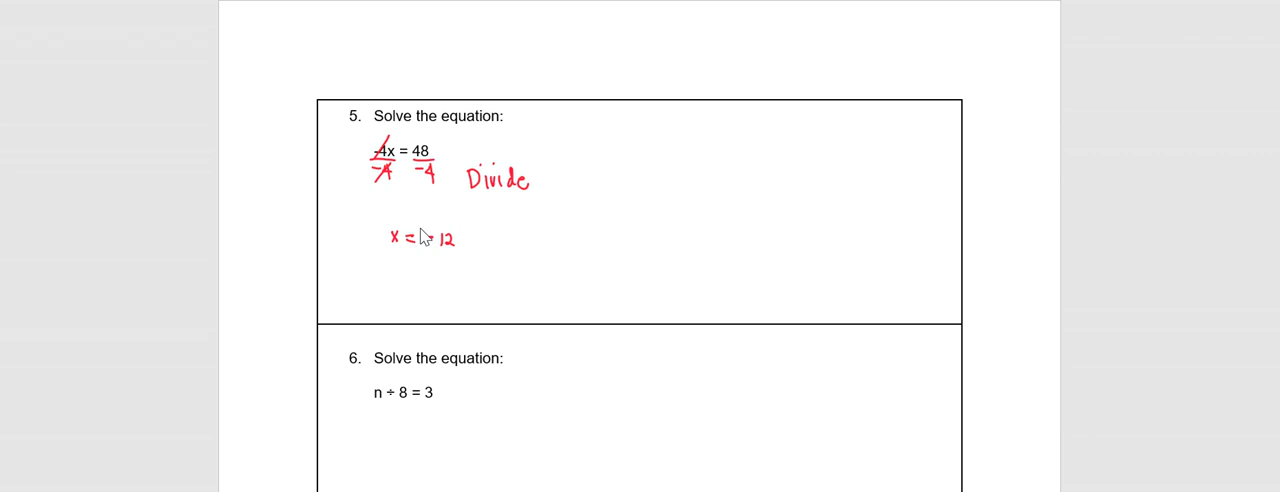 5. Solve the equation:
-4x = 48
-4 -4 Divide
x = - 12
6. Solve the equation:
n ÷ 8 = 3